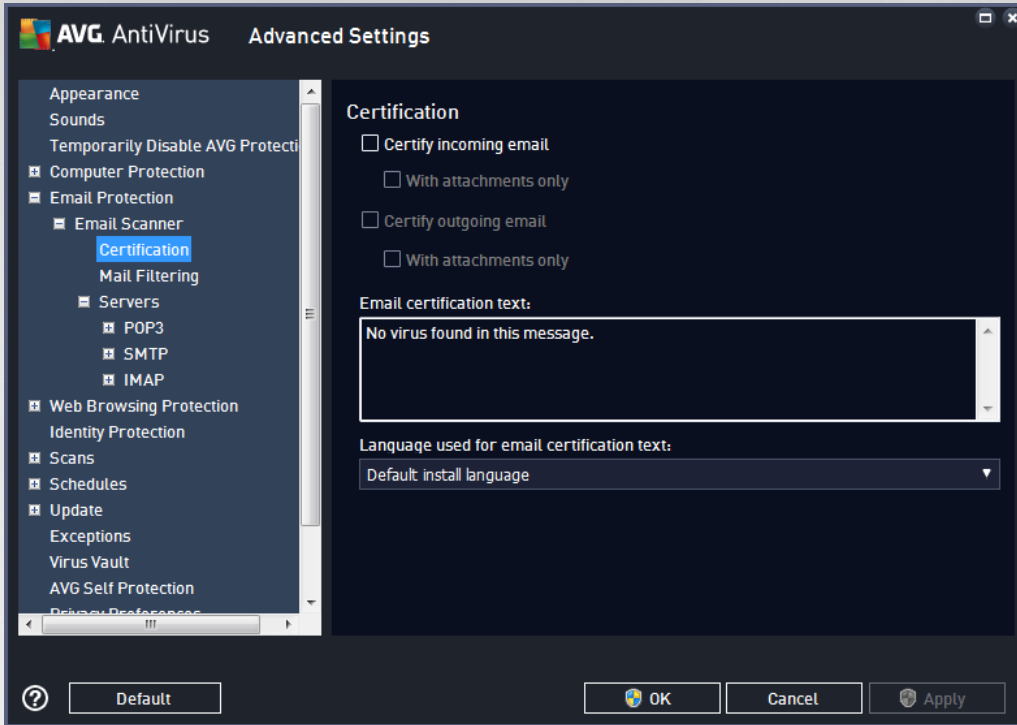 AVG. AntiVirus Advanced Settings
Appearance
Sounds
Temporarily Disable AVG Protecti
Computer Protection
Email Protection
Email Scanner
Certification
Mail Filtering
Servers
POP3
SMTP
IMAP
Web Browsing Protection
Identity Protection
Scans
Schedules
Update
Exceptions
Virus Vault
AVG Self Protection
Privacy Preferences
Certification
Certify incoming email
With attachments only
Certify outgoing email
With attachments only
Email certification text:
No virus found in this message.
Language used for email certification text:
Default install language
? Default OK Cancel Apply